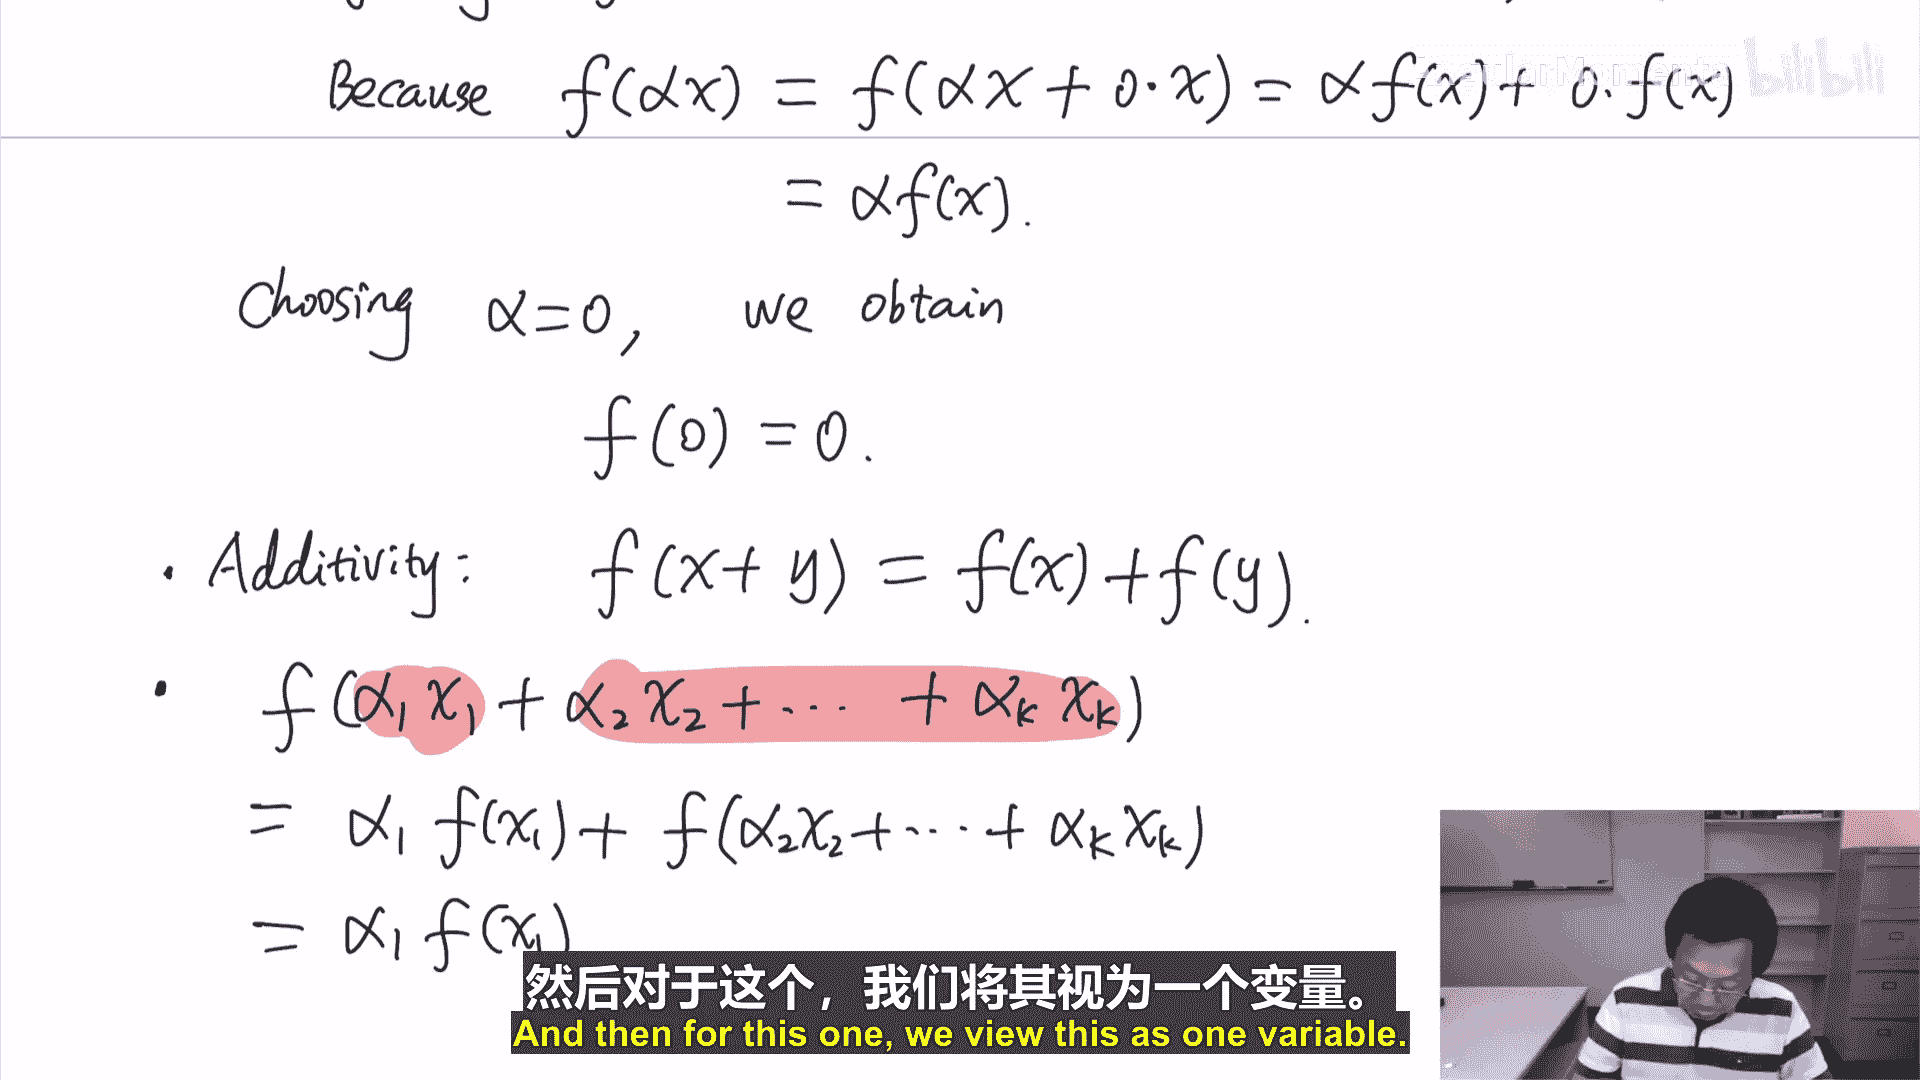 Because f(αx) = f(αx + 0·x) = αf(x) + 0·f(x)
bilibili
= αf(x).
Choosing α=0, we obtain
f(0) = 0.
· Additivity: f(x+y) = f(x)+f(y).
· f(α₁x₁ + α₂x₂ + ... + αₖxₖ)
= α₁f(x₁) + f(α₂x₂ + ... + αₖxₖ)
= α₁f(x₁)
然后对于这个，我们将其视为一个变量。
And then for this one, we view this as one variable.